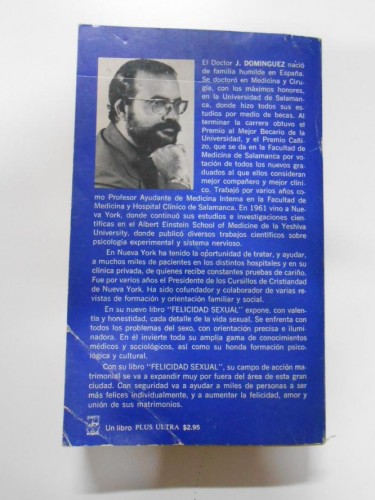 El Doctor J. DOMINGUEZ nació
de familia humilde en España.
Se doctoró en Medicina y Ciru-
gía, con los máximos honores,
en la Universidad de Salaman-
ca, donde hizo todos sus es-
tudios por medio de becas. Al
terminar la carrera obtuvo el
Premio al Mejor Becario de la
Universidad, y el Premio Cañi-
zo, que se da en la Facultad de
Medicina de Salamanca por vo-
tación de todos los nuevos gra-
duados al que ellos consideran
mejor compañero y mejor clíni-
co. Trabajó por varios años co-
mo Profesor Ayudante de Medicina Interna en la Facultad de
Medicina y Hospital Clínico de Salamanca. En 1961 vino a Nue-
va York, donde continuó sus estudios e investigaciones cien-
tíficas en el Albert Einstein School of Medicine de la Yeshiva
University, donde publicó diversos trabajos científicos sobre
psicología experimental y sistema nervioso.
En Nueva York ha tenido la oportunidad de tratar, y ayudar,
a muchos miles de pacientes en los distintos hospitales y en su
clínica privada, de quienes recibe constantes pruebas de cariño.
Fue por varios años el Presidente de los Cursillos de Cristiandad
de Nueva York. Ha sido cofundador y colaborador de varias re-
vistas de formación y orientación familiar y social.
En su nuevo libro "FELICIDAD SEXUAL" expone, con va-
lentía y honestidad, cada detalle de la vida sexual. Se enfrenta con
todos los problemas del sexo, con orientación precisa e ilumi-
nadora. En él invierte toda su amplia gama de conocimientos
médicos y sociológicos, así como su honda formación psico-
lógica y cultural.
Con su libro "FELICIDAD SEXUAL", su campo de acción ma-
trimonial se va a expandir muy por fuera del área de esta gran
ciudad. Con seguridad va a ayudar a miles de personas a ser
más felices individualmente, y a aumentar la felicidad, amor y
unión de sus matrimonios.
Un libro PLUS ULTRA $2.95